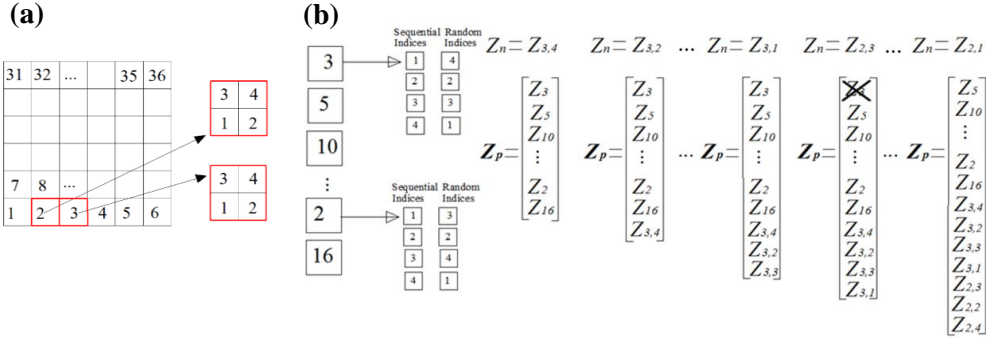 (a)
31 32 ... 35 36
7 8 ...
1 2 3 4 5 6
3 4
1 2
3 4
1 2
(b)
3
5
10
⋮
2
16
Sequential Indices Random Indices
1 4
2 2
3 3
4 1
Sequential Indices Random Indices
1 3
2 2
3 4
4 1
Zn = Z3,4
Zp = [Z3 Z5 Z10 ⋮ Z2 Z16]
Zn = Z3,2
Zp = [Z3 Z5 Z10 ⋮ Z2 Z16 Z3,4]
...
...
Zn = Z3,1
Zp = [Z3 Z5 Z10 ⋮ Z2 Z16 Z3,4 Z3,2 Z3,3]
Zn = Z2,3
Zp = [Z3 Z5 Z10 ⋮ Z2 Z16 Z3,4 Z3,2 Z3,3 Z3,1]
...
...
Zn = Z2,1
Zp = [Z5 Z10 ⋮ Z2 Z16 Z3,4 Z3,2 Z3,3 Z3,1 Z2,3 Z2,2 Z2,4]